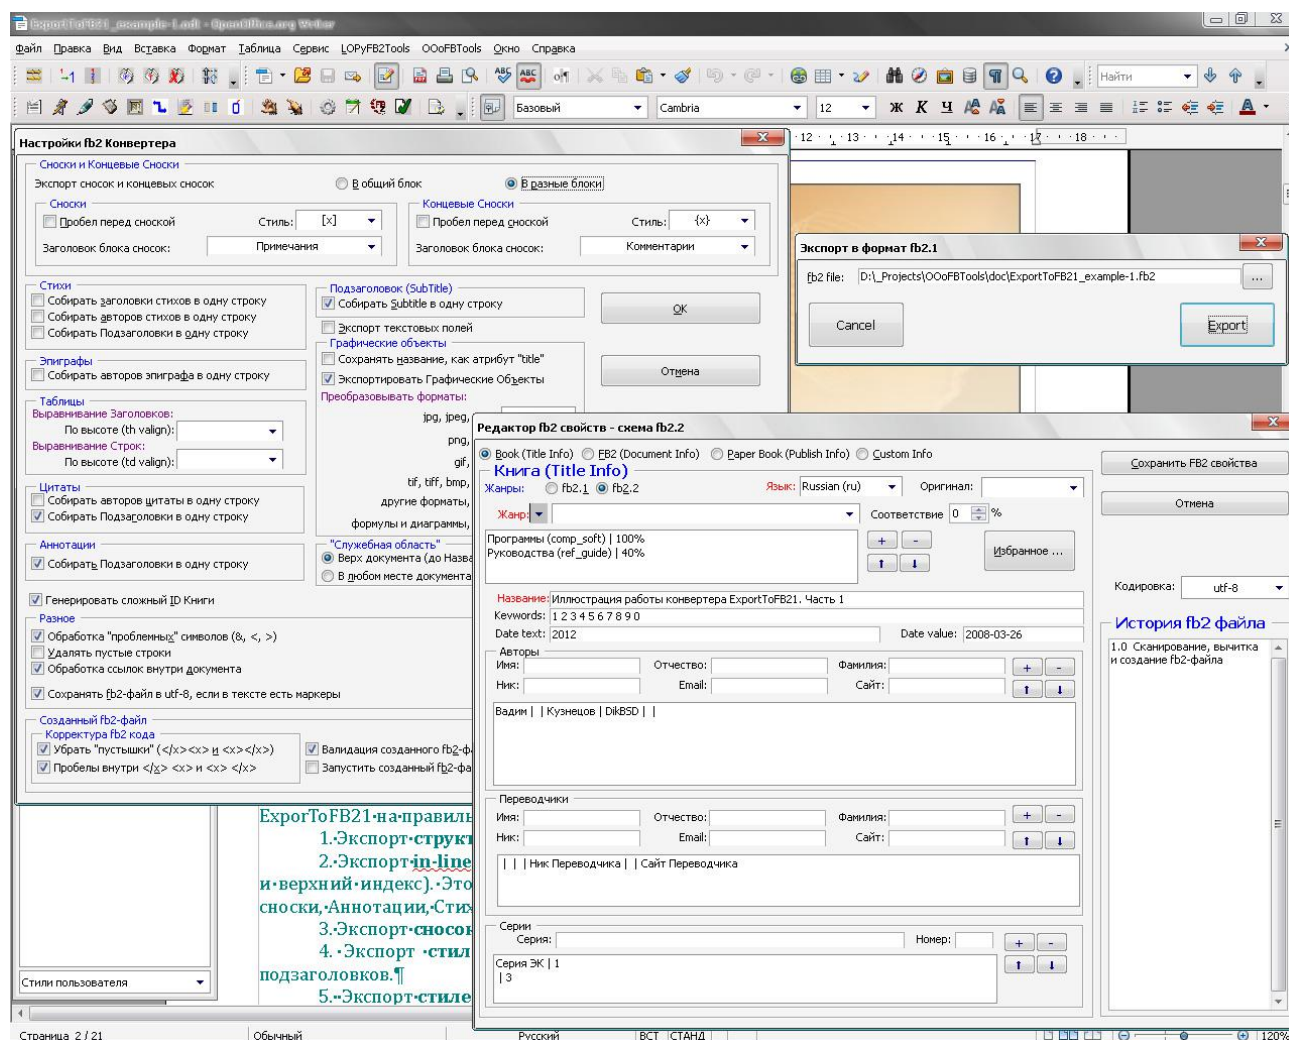 ExportToFB21_example-1.odt - OpenOffice.org Writer
Файл Правка Вид Вставка Формат Таблица Сервис LOPyFB2Tools OOoFBTools Окно Справка
Найти
Базовый Cambria 12 Ж К Ч
12 13 14 15 16 17 18
Настройки fb2 Конвертера
Сноски и Концевые Сноски
Экспорт сносок и концевых сносок В общий блок В разные блоки
Сноски Концевые Сноски
Пробел перед сноской Стиль: [x] Пробел перед сноской Стиль: {x}
Заголовок блока сносок: Примечания Заголовок блока сносок: Комментарии
Стихи
Собирать заголовки стихов в одну строку
Собирать авторов стихов в одну строку
Собирать Подзаголовки в одну строку
Эпиграфы
Собирать авторов эпиграфа в одну строку
Таблицы
Выравнивание Заголовков:
По высоте (th valign):
Выравнивание Строк:
По высоте (td valign):
Цитаты
Собирать авторов цитаты в одну строку
Собирать Подзаголовки в одну строку
Аннотации
Собирать Подзаголовки в одну строку
Генерировать сложный ID Книги
Разное
Обработка "проблемных" символов (&, <, >)
Удалять пустые строки
Обработка ссылок внутри документа
Сохранять fb2-файл в utf-8, если в тексте есть маркеры
Созданный fb2-файл
Корректура fb2 кода
Убрать "пустышки" (</x><x> и <x></x>)
Пробелы внутри </x> <x> и <x> </x>
Подзаголовок (SubTitle)
Собирать Subtitle в одну строку
Экспорт текстовых полей
Графические объекты
Сохранять название, как атрибут "title"
Экспортировать Графические Объекты
Преобразовывать форматы:
jpg, jpeg,
png,
gif,
tif, tiff, bmp,
другие форматы,
формулы и диаграммы,
"Служебная область"
Верх документа (до Назва
В любом месте документа
Валидация созданного fb2-ф
Запустить созданный fb2-фа
OK
Отмена
Экспорт в формат fb2.1
fb2 file: D:\_Projects\OOoFBTools\doc\ExportToFB21_example-1.fb2 ...
Cancel Export
Редактор fb2 свойств - схема fb2.2
Book (Title Info) FB2 (Document Info) Paper Book (Publish Info) Custom Info
Книга (Title Info)
Жанры: fb2.1 fb2.2 Язык: Russian (ru) Оригинал:
Жанр: Соответствие 0 %
Программы (comp_soft) | 100%
Руководства (ref_guide) | 40%
+ -
Избранное ...
Название: Иллюстрация работы конвертера ExportToFB21. Часть 1
Keywords: 1 2 3 4 5 6 7 8 9 0
Date text: 2012 Date value: 2008-03-26
Авторы
Имя: Отчество: Фамилия: + -
Ник: Email: Сайт:
Вадим | | Кузнецов | DikBSD | |
Переводчики
Имя: Отчество: Фамилия: + -
Ник: Email: Сайт:
| | | Ник Переводчика | | Сайт Переводчика
Серии
Серия: Номер: + -
Серия ЭК | 1
| 3
Сохранить FB2 свойства
Отмена
Кодировка: utf-8
История fb2 файла
1.0 Сканирование, вычитка
и создание fb2-файла
ExporToFB21·на·правиль
1.·Экспорт·структ
2.·Экспорт·in-line
и·верхний·индекс).·Это
сноски,·Аннотации,·Стих
3.·Экспорт·сносок
4.·Экспорт·стил
подзаголовков.¶
5.·Экспорт·стиле
Стили пользователя
Страница 2 / 21 Обычный Русский ВСТ СТАНД 120%